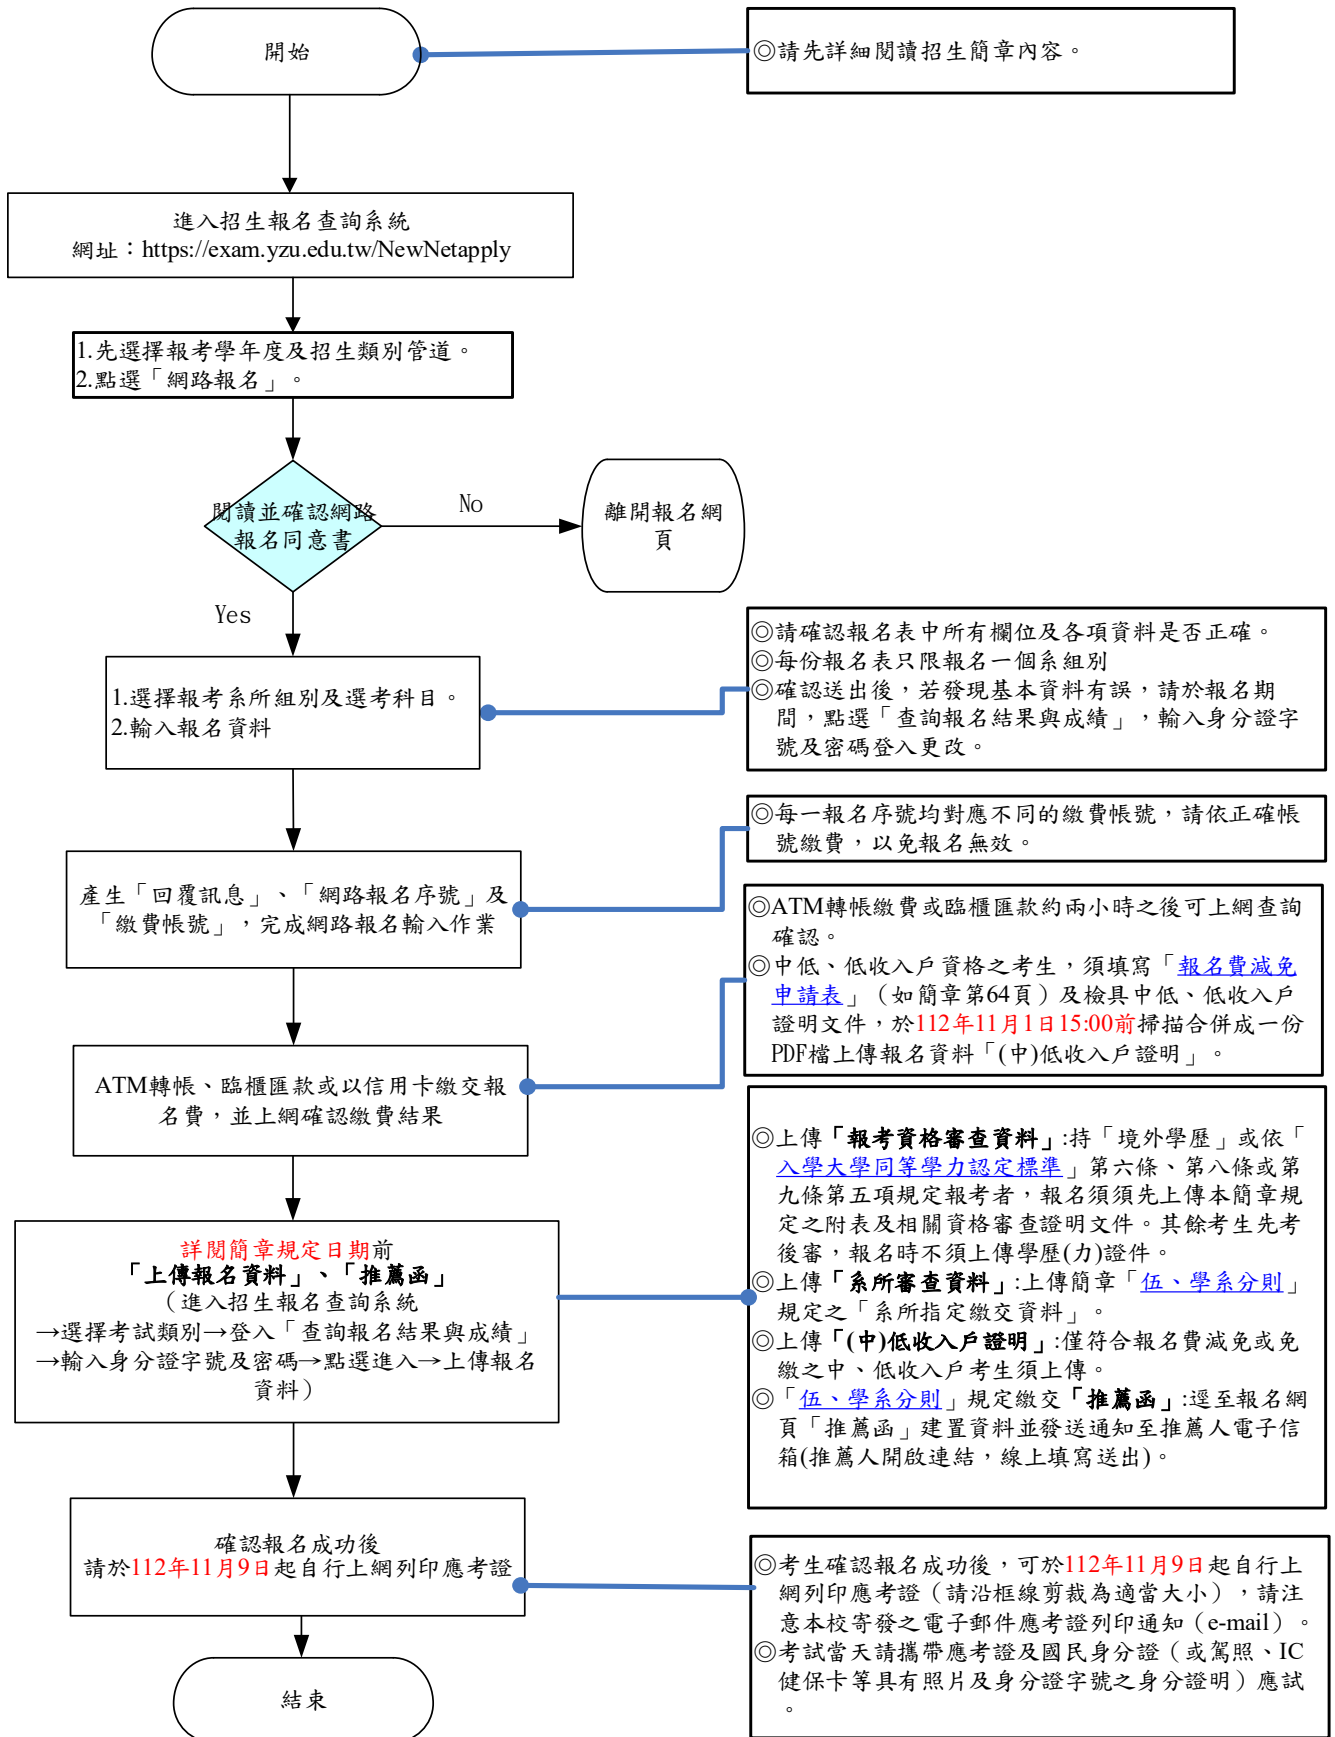 開始
◎請先詳細閱讀招生簡章內容。
進入招生報名查詢系統
網址：https://exam.yzu.edu.tw/NewNetapply
1.先選擇報考學年度及招生類別管道。
2.點選「網路報名」。
閱讀並確認網路
報名同意書
No
離開報名網
頁
Yes
1.選擇報考系所組別及選考科目。
2.輸入報名資料
◎請確認報名表中所有欄位及各項資料是否正確。
◎每份報名表只限報名一個系組別
◎確認送出後，若發現基本資料有誤，請於報名期
間，點選「查詢報名結果與成績」，輸入身分證字
號及密碼登入更改。
◎每一報名序號均對應不同的繳費帳號，請依正確帳
號繳費，以免報名無效。
產生「回覆訊息」、「網路報名序號」及
「繳費帳號」，完成網路報名輸入作業
◎ATM轉帳繳費或臨櫃匯款約兩小時之後可上網查詢
確認。
◎中低、低收入戶資格之考生，須填寫「報名費減免
申請表」（如簡章第64頁）及檢具中低、低收入戶
證明文件，於112年11月1日15:00前掃描合併成一份
PDF檔上傳報名資料「(中)低收入戶證明」。
ATM轉帳、臨櫃匯款或以信用卡繳交報
名費，並上網確認繳費結果
◎上傳「報考資格審查資料」:持「境外學歷」或依「
入學大學同等學力認定標準」第六條、第八條或第
九條第五項規定報考者，報名須須先上傳本簡章規
定之附表及相關資格審查證明文件。其餘考生先考
後審，報名時不須上傳學歷(力)證件。
◎上傳「系所審查資料」:上傳簡章「伍、學系分則」
規定之「系所指定繳交資料」。
◎上傳「(中)低收入戶證明」:僅符合報名費減免或免
繳之中、低收入戶考生須上傳。
◎「伍、學系分則」規定繳交「推薦函」:逕至報名網
頁「推薦函」建置資料並發送通知至推薦人電子信
箱(推薦人開啟連結，線上填寫送出)。
詳閱簡章規定日期前
「上傳報名資料」、「推薦函」
（進入招生報名查詢系統
→選擇考試類別→登入「查詢報名結果與成績」
→輸入身分證字號及密碼→點選進入→上傳報名
資料）
確認報名成功後
請於112年11月9日起自行上網列印應考證
◎考生確認報名成功後，可於112年11月9日起自行上
網列印應考證（請沿框線剪裁為適當大小），請注
意本校寄發之電子郵件應考證列印通知（e-mail）。
◎考試當天請攜帶應考證及國民身分證（或駕照、IC
健保卡等具有照片及身分證字號之身分證明）應試
。
結束